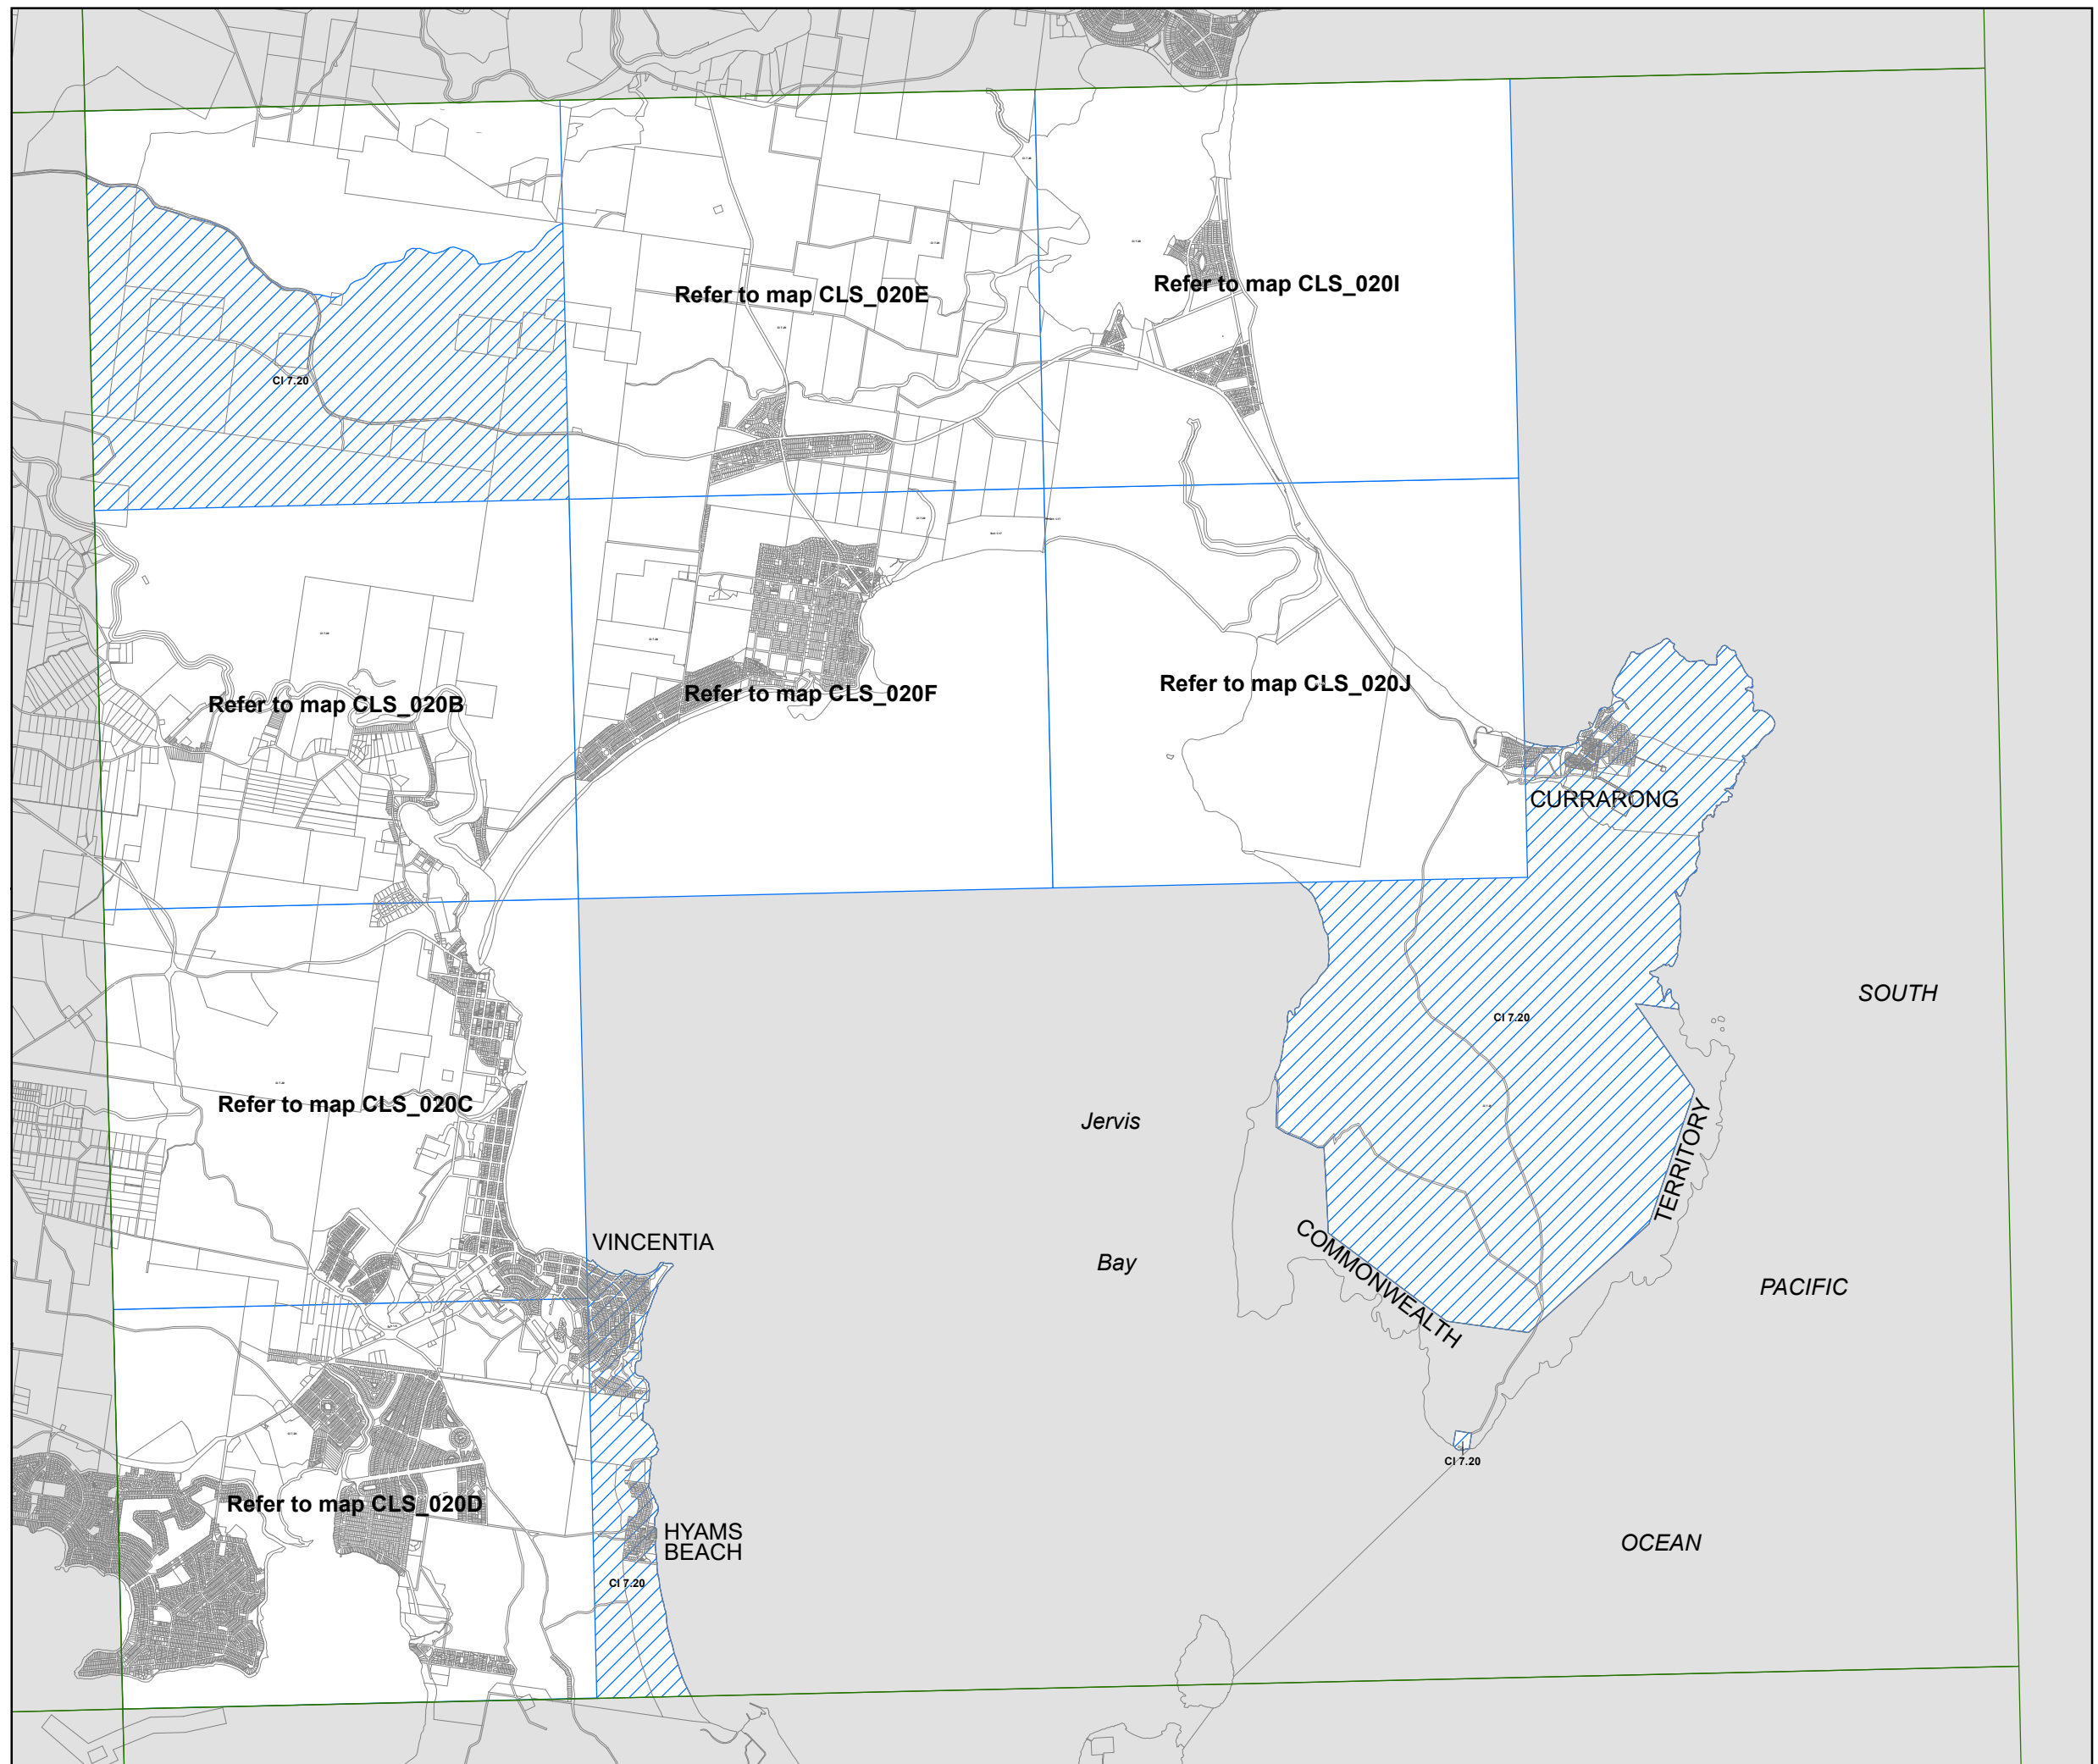 Refer to map CLS_020I
Refer to map CLS_020E
Cl 7.20
Refer to map CLS_020J
Refer to map CLS_020F
Refer to map CLS_020B
CURRARONG
SOUTH
Cl 7.20
Refer to map CLS_020C
Jervis
TERRITORY
VINCENTIA
Bay
COMMONWEALTH
PACIFIC
Cl 7.20
Refer to map CLS_020D
HYAMS
BEACH
OCEAN
Cl 7.20